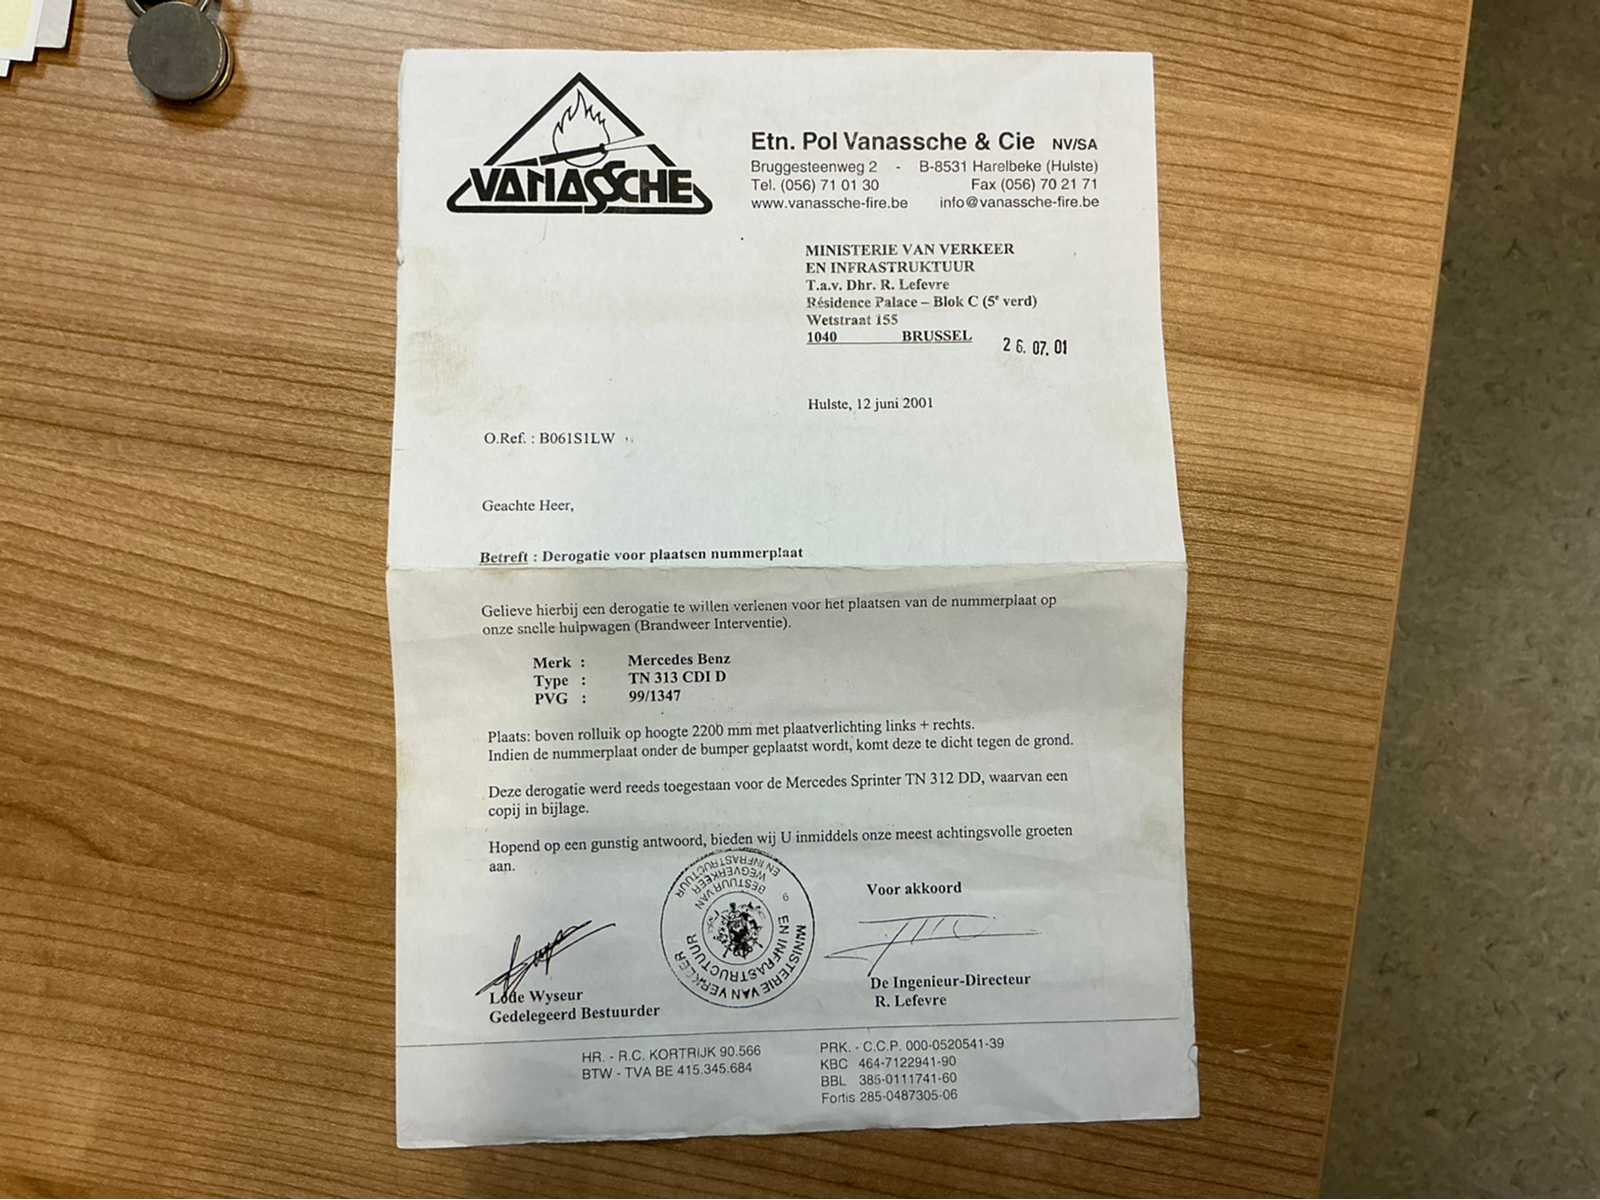 VANASSCHE
Etn. Pol Vanassche & Cie NV/SA
Bruggesteenweg 2 - B-8531 Harelbeke (Hulste)
Tel. (056) 71 01 30 Fax (056) 70 21 71
www.vanassche-fire.be info@vanassche-fire.be
MINISTERIE VAN VERKEER
EN INFRASTRUKTUUR
T.a.v. Dhr. R. Lefevre
Résidence Palace – Blok C (5e verd)
Wetstraat 155
1040 BRUSSEL
26. 07. 01
Hulste, 12 juni 2001
O.Ref. : B061S1LW
Geachte Heer,
Betreft : Derogatie voor plaatsen nummerplaat
Gelieve hierbij een derogatie te willen verlenen voor het plaatsen van de nummerplaat op
onze snelle hulpwagen (Brandweer Interventie).
Merk : Mercedes Benz
Type : TN 313 CDI D
PVG : 99/1347
Plaats: boven rolluik op hoogte 2200 mm met plaatverlichting links + rechts.
Indien de nummerplaat onder de bumper geplaatst wordt, komt deze te dicht tegen de grond.
Deze derogatie werd reeds toegestaan voor de Mercedes Sprinter TN 312 DD, waarvan een
copij in bijlage.
Hopend op een gunstig antwoord, bieden wij U inmiddels onze meest achtingsvolle groeten
aan.
MINISTERIE VAN VERKEER
EN INFRASTRUCTUUR
BESTUUR VAN
WEGVERKEER
EN INFRASTRUCTUUR
9
Voor akkoord
Lode Wyseur
Gedelegeerd Bestuurder
De Ingenieur-Directeur
R. Lefevre
HR. - R.C. KORTRIJK 90.566
BTW - TVA BE 415.345.684
PRK. - C.C.P. 000-0520541-39
KBC 464-7122941-90
BBL 385-0111741-60
Fortis 285-0487305-06